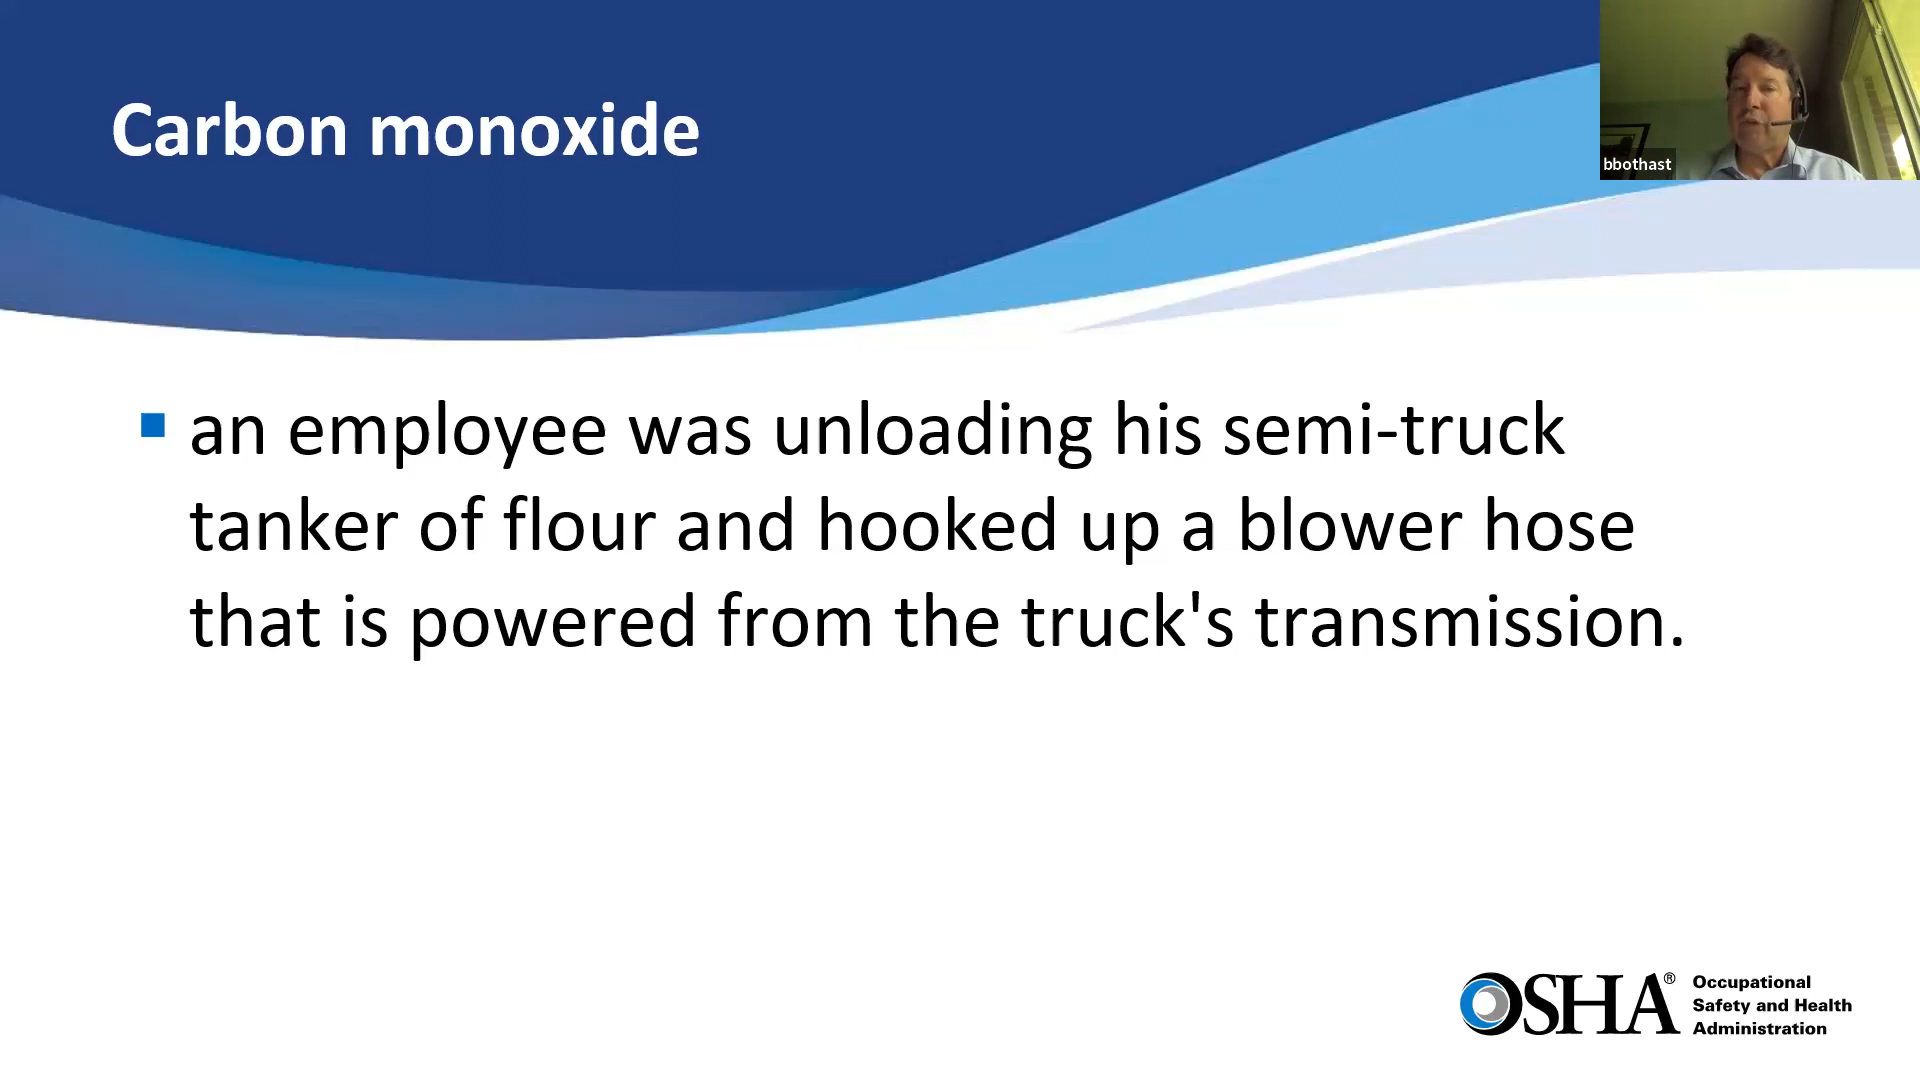 Carbon monoxide
bbothast
▪ an employee was unloading his semi-truck
tanker of flour and hooked up a blower hose
that is powered from the truck's transmission.
OSHA® Occupational
Safety and Health
Administration